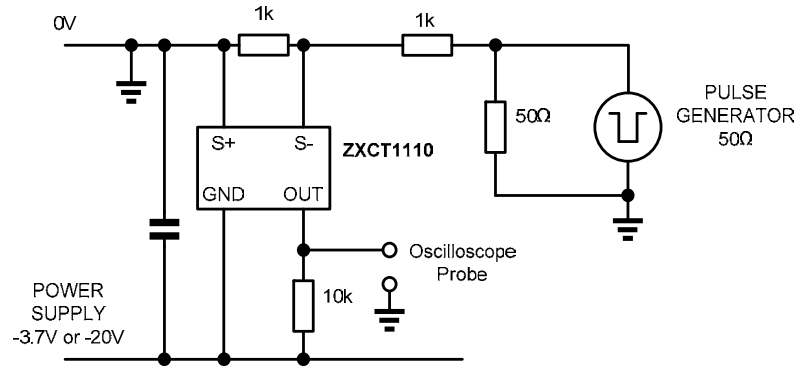 0V
1k
1k
S+
S-
ZXCT1110
GND
OUT
50Ω
PULSE
GENERATOR
50Ω
Oscilloscope
Probe
10k
POWER
SUPPLY
-3.7V or -20V